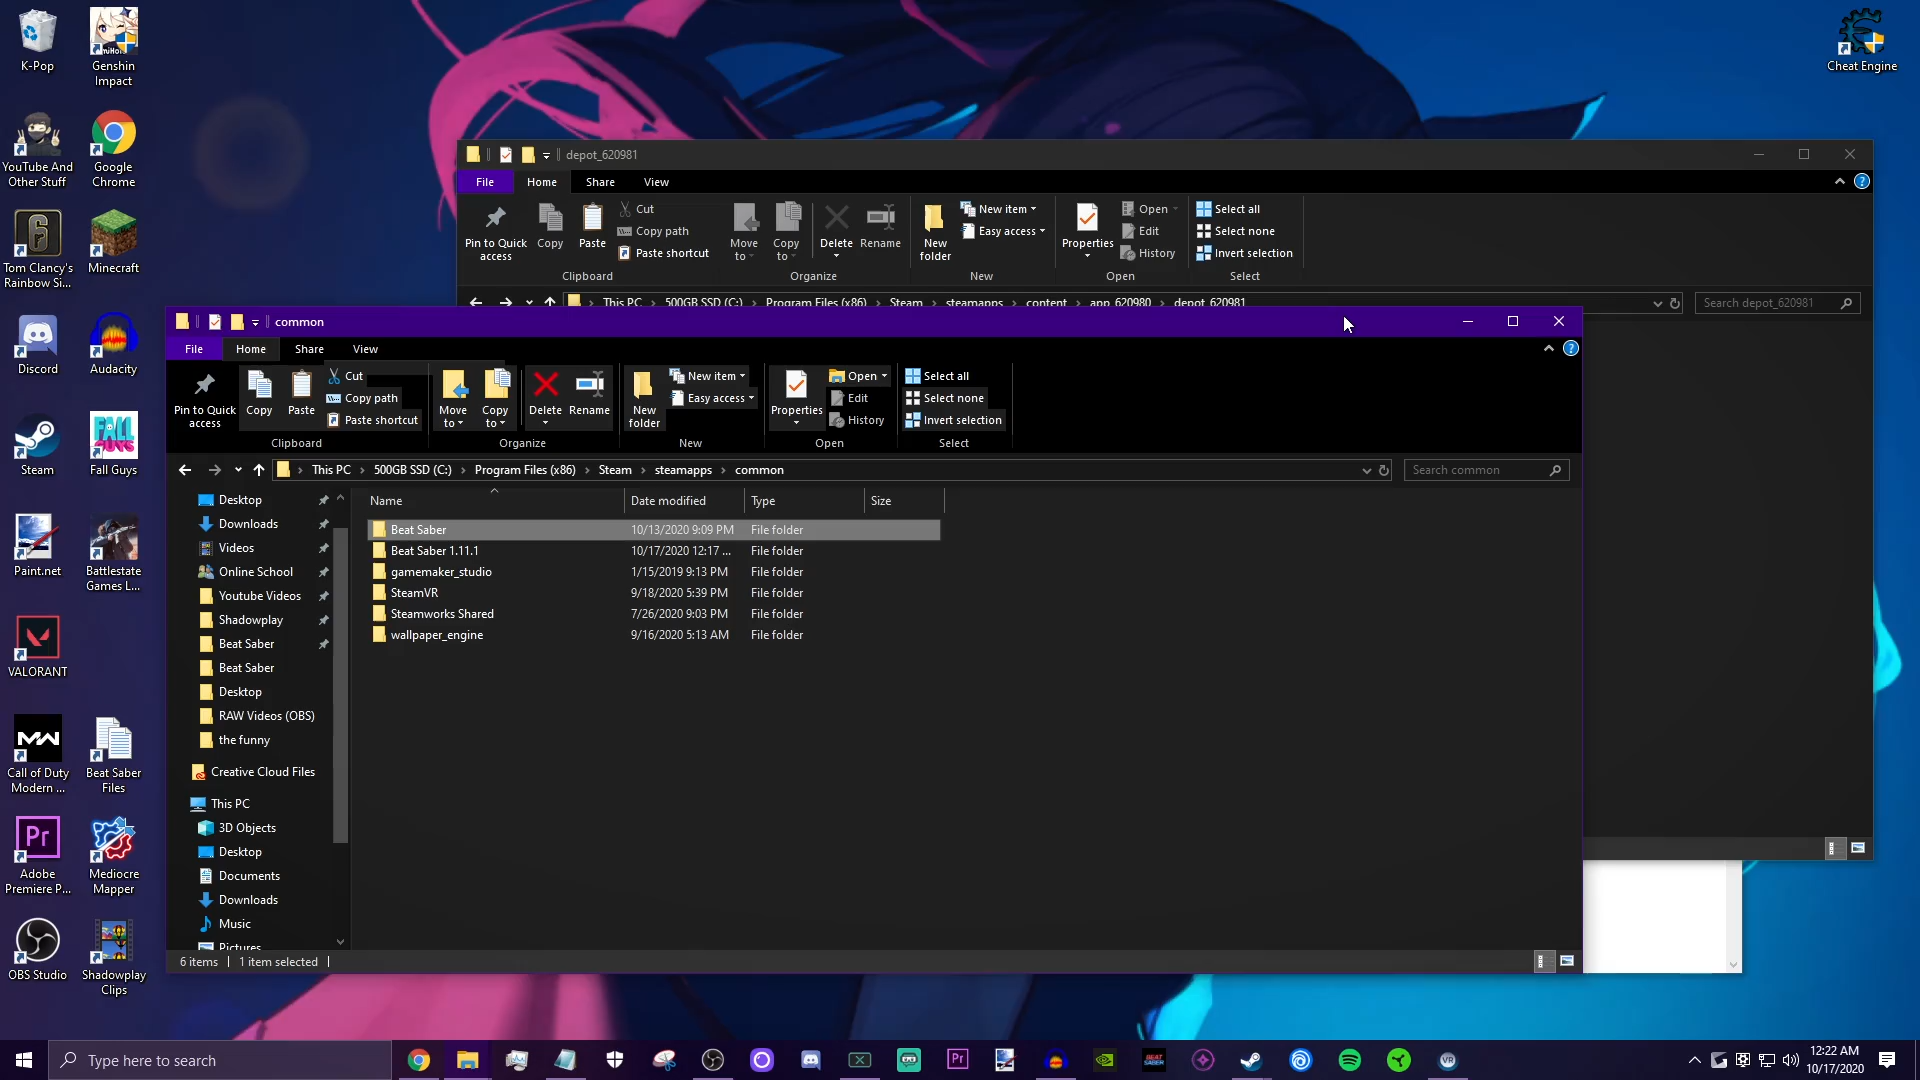 K-Pop
Genshin
Impact
YouTube And
Other Stuff
Google
Chrome
Tom Clancy's
Rainbow Si...
Minecraft
Discord
Audacity
Steam
Fall Guys
Paint.net
Battlestate
Games L...
VALORANT
Call of Duty
Modern ...
Beat Saber
Files
Adobe
Premiere P...
Mediocre
Mapper
OBS Studio
Shadowplay
Clips
Cheat Engine
depot_620981
File Home Share View
Pin to Quick
access
Copy
Paste
Cut
Copy path
Paste shortcut
Clipboard
Move
to
Copy
to
Delete
Rename
Organize
New
folder
New item
Easy access
New
Properties
Open
Edit
History
Open
Select all
Select none
Invert selection
Select
This PC > 500GB SSD (C:) > Program Files (x86) > Steam > steamapps > content > app_620980 > depot_620981
Search depot_620981
common
File Home Share View
Pin to Quick
access
Copy
Paste
Cut
Copy path
Paste shortcut
Clipboard
Move
to
Copy
to
Delete
Rename
Organize
New
folder
New item
Easy access
New
Properties
Open
Edit
History
Open
Select all
Select none
Invert selection
Select
This PC > 500GB SSD (C:) > Program Files (x86) > Steam > steamapps > common
Search common
Desktop
Downloads
Videos
Online School
Youtube Videos
Shadowplay
Beat Saber
Beat Saber
Desktop
RAW Videos (OBS)
the funny
Creative Cloud Files
This PC
3D Objects
Desktop
Documents
Downloads
Music
Pictures
Name Date modified Type Size
Beat Saber 10/13/2020 9:09 PM File folder
Beat Saber 1.11.1 10/17/2020 12:17 ... File folder
gamemaker_studio 1/15/2019 9:13 PM File folder
SteamVR 9/18/2020 5:39 PM File folder
Steamworks Shared 7/26/2020 9:03 PM File folder
wallpaper_engine 9/16/2020 5:13 AM File folder
6 items | 1 item selected |
Type here to search
12:22 AM
10/17/2020